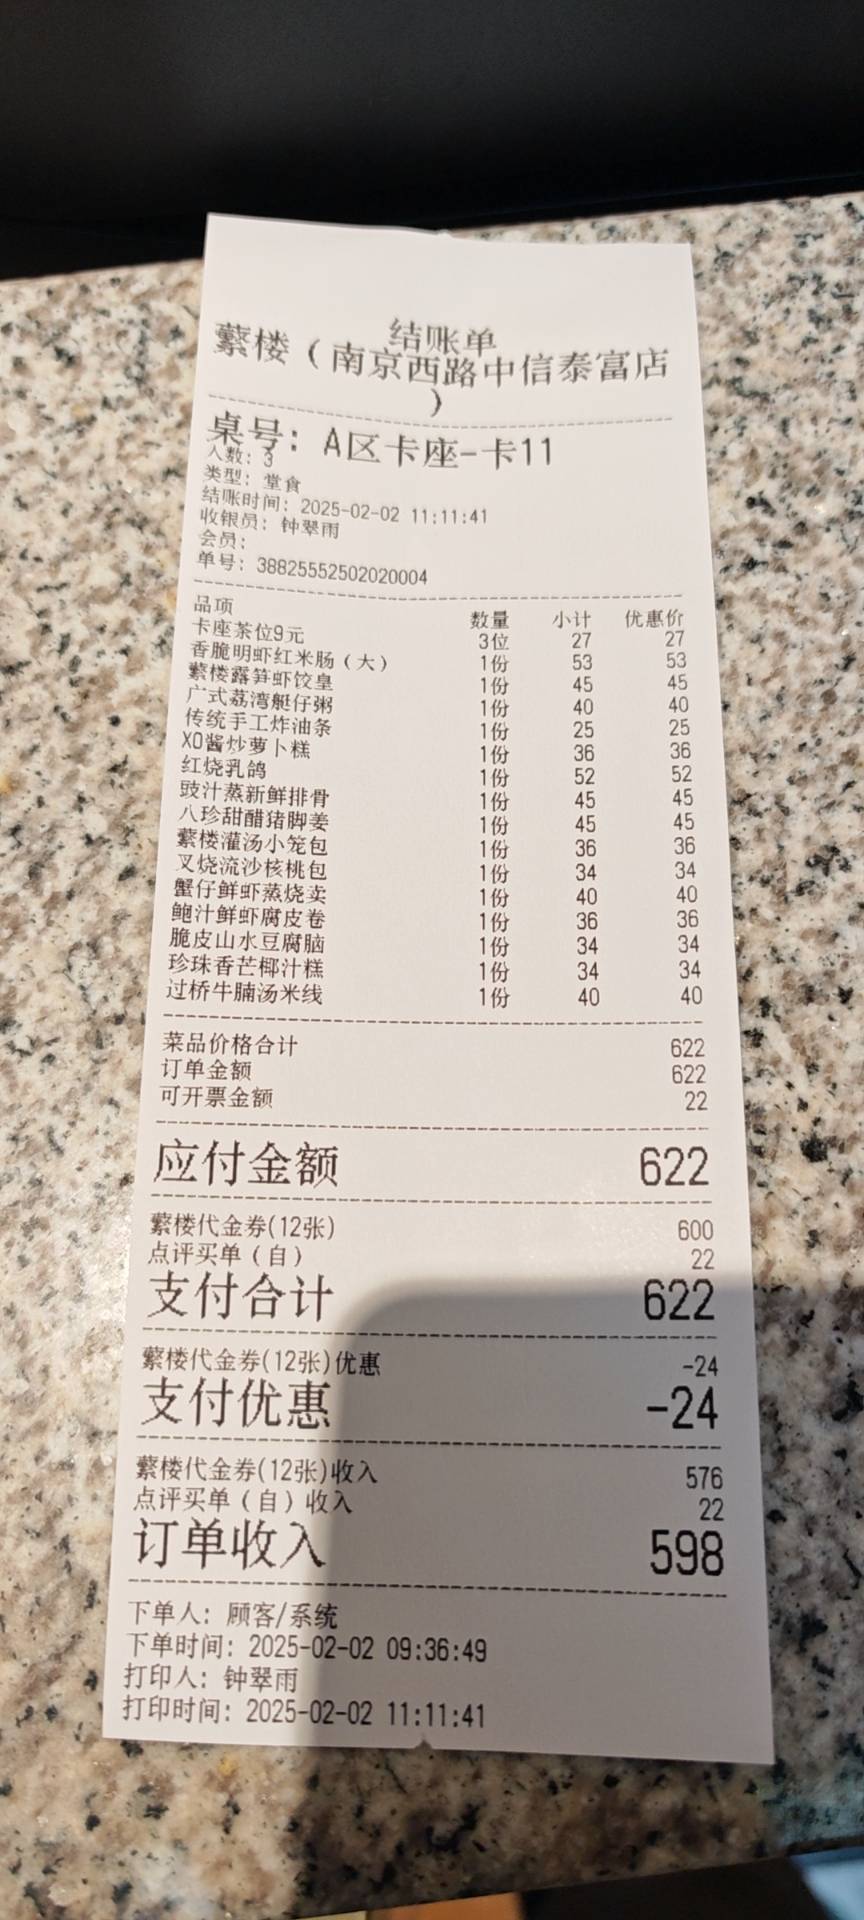 结账单
蘩楼（南京西路中信泰富店
）
桌号: A区卡座-卡11
人数: 3
类型: 堂食
结账时间: 2025-02-02 11:11:41
收银员: 钟翠雨
会员:
单号: 38825552502020004
品项 数量 小计 优惠价
卡座茶位9元 3位 27 27
香脆明虾红米肠（大） 1份 53 53
蘩楼露笋虾饺皇 1份 45 45
广式荔湾艇仔粥 1份 40 40
传统手工炸油条 1份 25 25
XO酱炒萝卜糕 1份 36 36
红烧乳鸽 1份 52 52
豉汁蒸新鲜排骨 1份 45 45
八珍甜醋猪脚姜 1份 45 45
蘩楼灌汤小笼包 1份 36 36
叉烧流沙核桃包 1份 34 34
蟹仔鲜虾蒸烧卖 1份 40 40
鲍汁鲜虾腐皮卷 1份 36 36
脆皮山水豆腐脑 1份 34 34
珍珠香芒椰汁糕 1份 34 34
过桥牛腩汤米线 1份 40 40
菜品价格合计 622
订单金额 622
可开票金额 22
应付金额 622
蘩楼代金券(12张) 600
点评买单（自） 22
支付合计 622
蘩楼代金券(12张)优惠 -24
支付优惠 -24
蘩楼代金券(12张)收入 576
点评买单（自）收入 22
订单收入 598
下单人: 顾客/系统
下单时间: 2025-02-02 09:36:49
打印人: 钟翠雨
打印时间: 2025-02-02 11:11:41